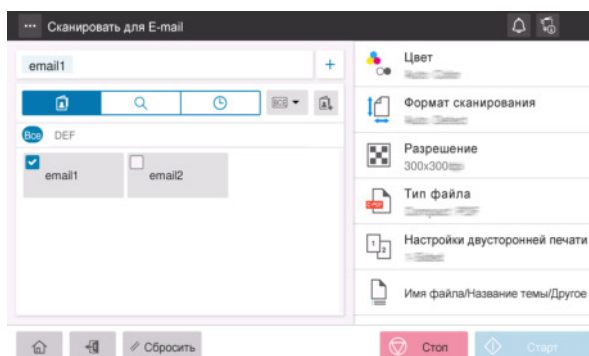 Сканировать для E-mail
email1
+
Все DEF
email1
email2
Цвет
Формат сканирования
Разрешение
300x300
Тип файла
Настройки двусторонней печати
Имя файла/Название темы/Другое
Сбросить
Стоп
Старт